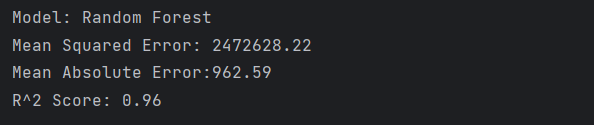 Model: Random Forest
Mean Squared Error: 2472628.22
Mean Absolute Error:962.59
R^2 Score: 0.96